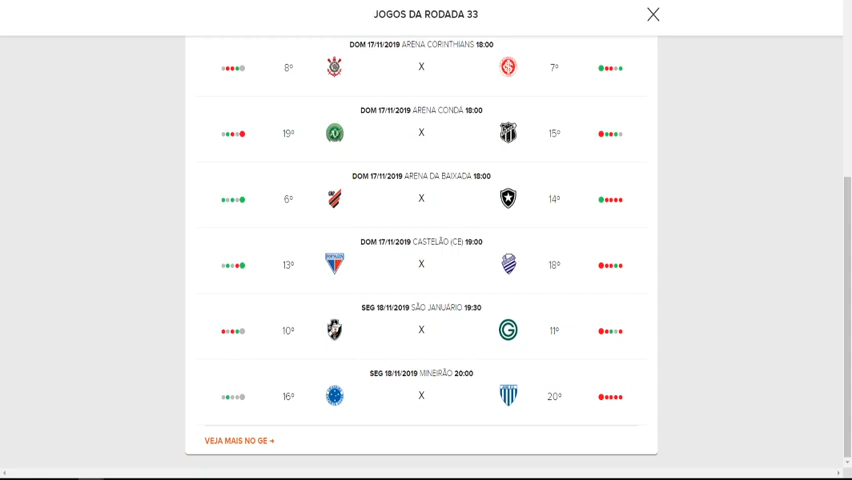 JOGOS DA RODADA 33
X
DOM 17/11/2019 ARENA CORINTHIANS 18:00
8º X 7º
DOM 17/11/2019 ARENA CONDÁ 18:00
19º X 15º
DOM 17/11/2019 ARENA DA BAIXADA 18:00
6º X 14º
DOM 17/11/2019 CASTELÃO (CE) 19:00
13º X 18º
SEG 18/11/2019 SÃO JANUÁRIO 19:30
10º X 11º
SEG 18/11/2019 MINEIRÃO 20:00
16º X 20º
VEJA MAIS NO GE →